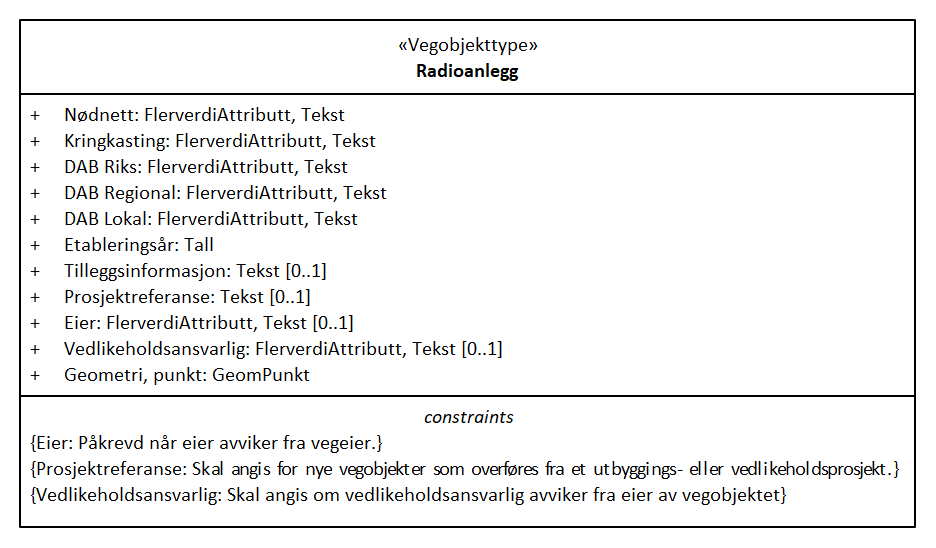 «Vegobjekttype»
Radioanlegg
+ Nødnett: FlerverdiAttributt, Tekst
+ Kringkasting: FlerverdiAttributt, Tekst
+ DAB Riks: FlerverdiAttributt, Tekst
+ DAB Regional: FlerverdiAttributt, Tekst
+ DAB Lokal: FlerverdiAttributt, Tekst
+ Etableringsår: Tall
+ Tilleggsinformasjon: Tekst [0..1]
+ Prosjektreferanse: Tekst [0..1]
+ Eier: FlerverdiAttributt, Tekst [0..1]
+ Vedlikeholdsansvarlig: FlerverdiAttributt, Tekst [0..1]
+ Geometri, punkt: GeomPunkt
constraints
{Eier: Påkrevd når eier avviker fra vegeier.}
{Prosjektreferanse: Skal angis for nye vegobjekter som overføres fra et utbyggings- eller vedlikeholdsprosjekt.}
{Vedlikeholdsansvarlig: Skal angis om vedlikeholdsansvarlig avviker fra eier av vegobjektet}